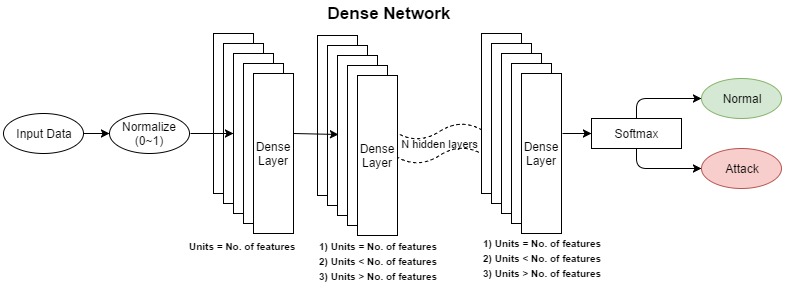 Dense Network
Input Data
Normalize
(0~1)
Dense
Layer
Dense
Layer
N hidden layers
Dense
Layer
Softmax
Normal
Attack
Units = No. of features
1) Units = No. of features
2) Units < No. of features
3) Units > No. of features
1) Units = No. of features
2) Units < No. of features
3) Units > No. of features